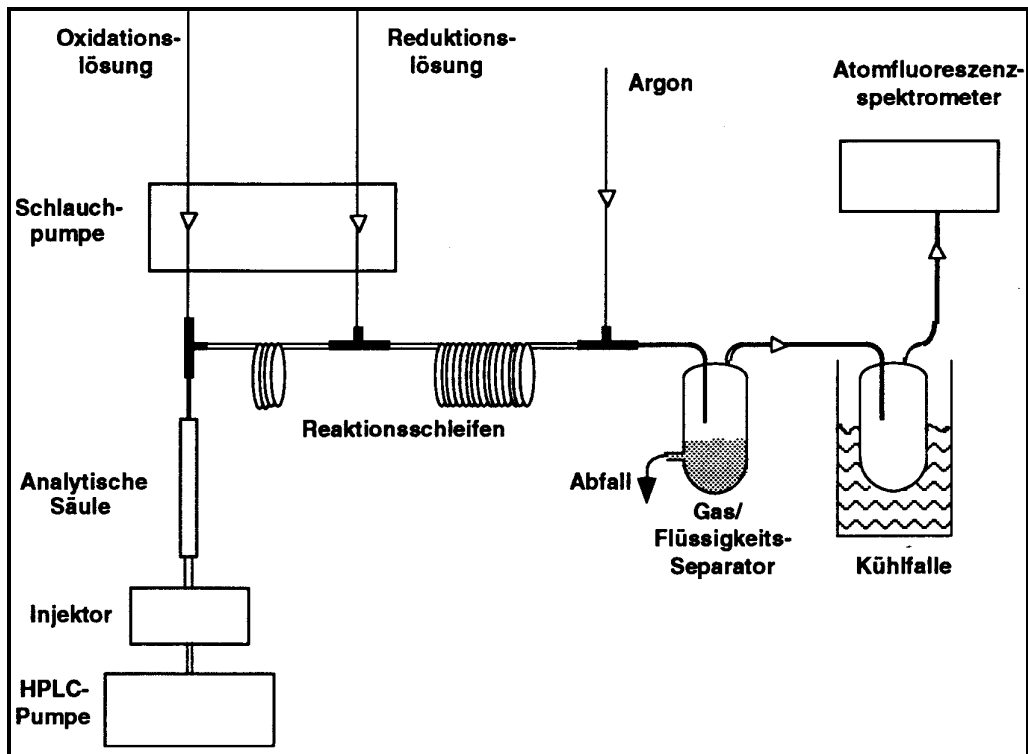 Oxidations-
lösung
Reduktions-
lösung
Argon
Atomfluoreszenz-
spektrometer
Schlauch-
pumpe
Reaktionsschleifen
Analytische
Säule
Abfall
Gas/
Flüssigkeits-
Separator
Kühlfalle
Injektor
HPLC-
Pumpe